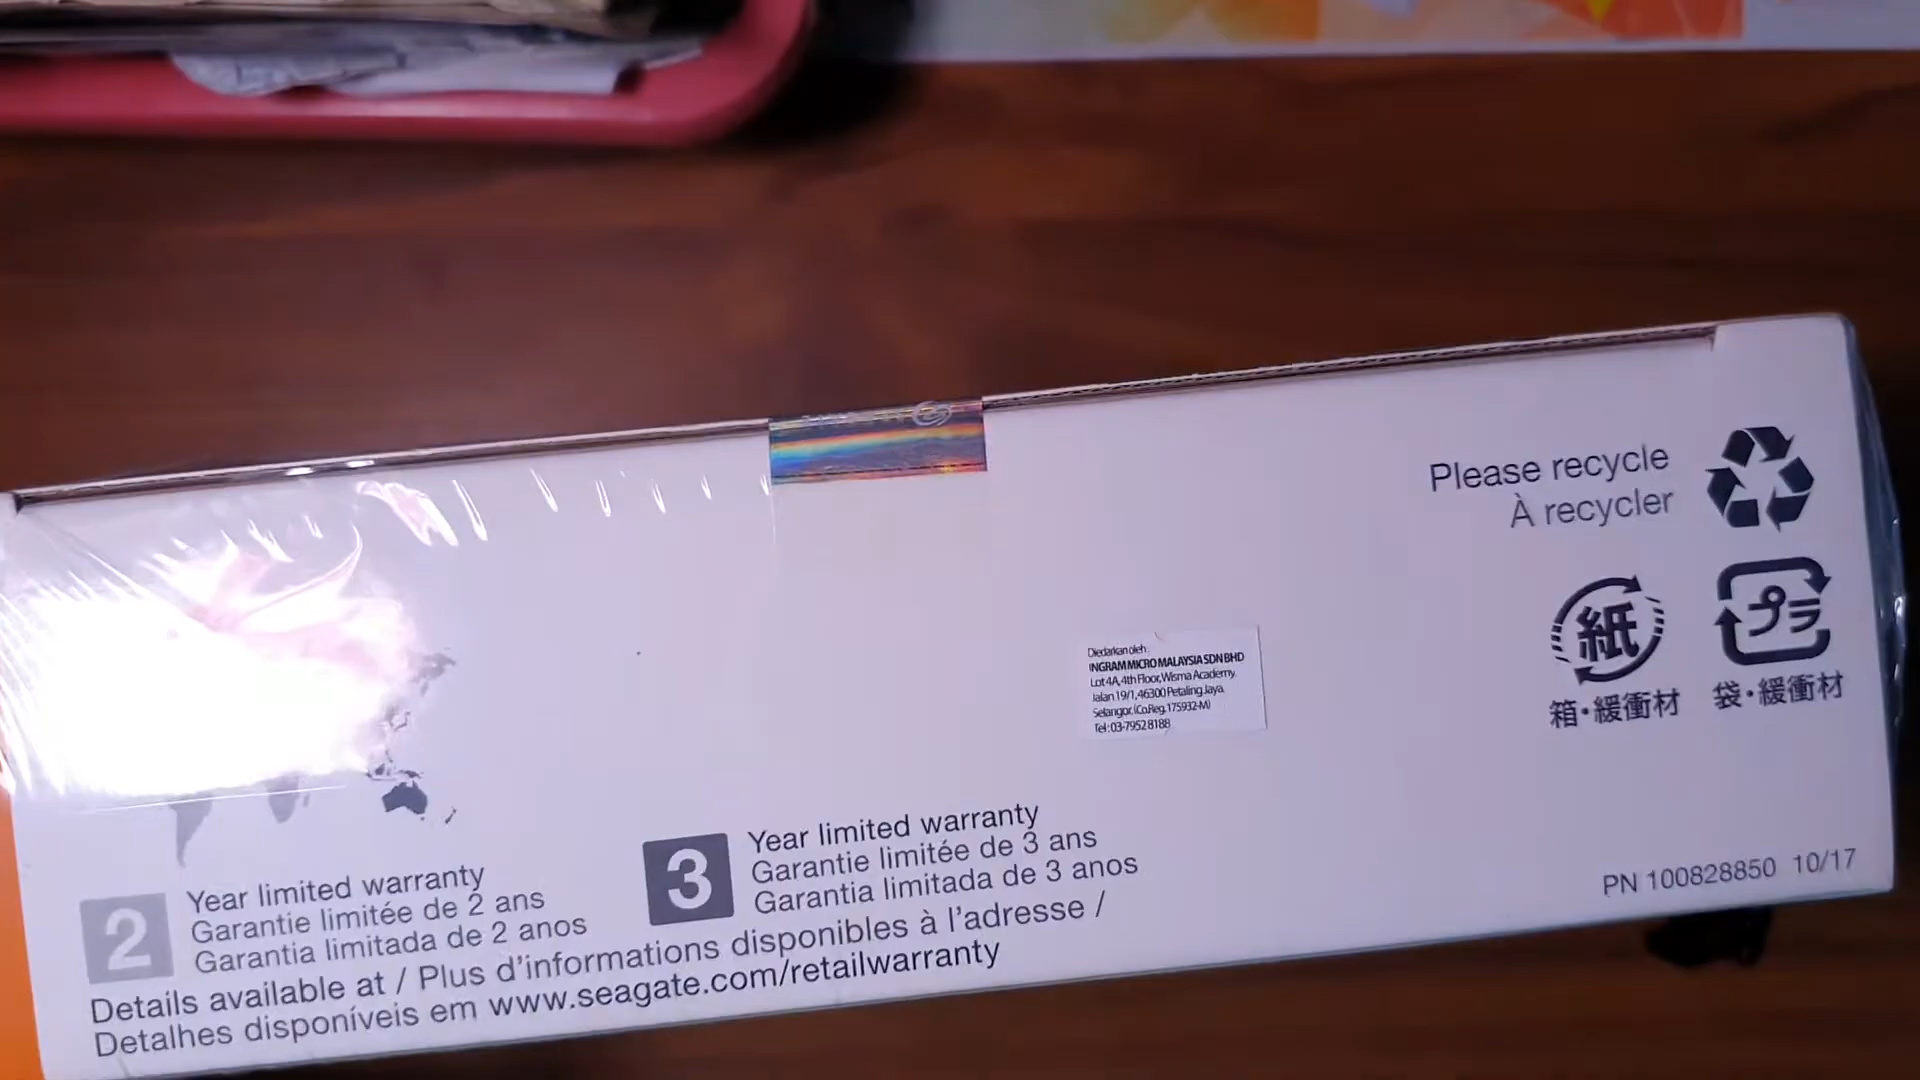 Please recycle
À recycler
紙
プラ
箱・緩衝材
袋・緩衝材
Diedarkan oleh:
INGRAM MICRO MALAYSIA SDN BHD
Lot 4A, 4th Floor, Wisma Academy
Jalan 19/1, 46300 Petaling Jaya,
Selangor. (Co.Reg. 175932-M)
Tel : 03-7952 8188
2
Year limited warranty
Garantie limitée de 2 ans
Garantia limitada de 2 anos
3
Year limited warranty
Garantie limitée de 3 ans
Garantia limitada de 3 anos
Details available at / Plus d'informations disponibles à l'adresse /
Detalhes disponíveis em www.seagate.com/retailwarranty
PN 100828850 10/17